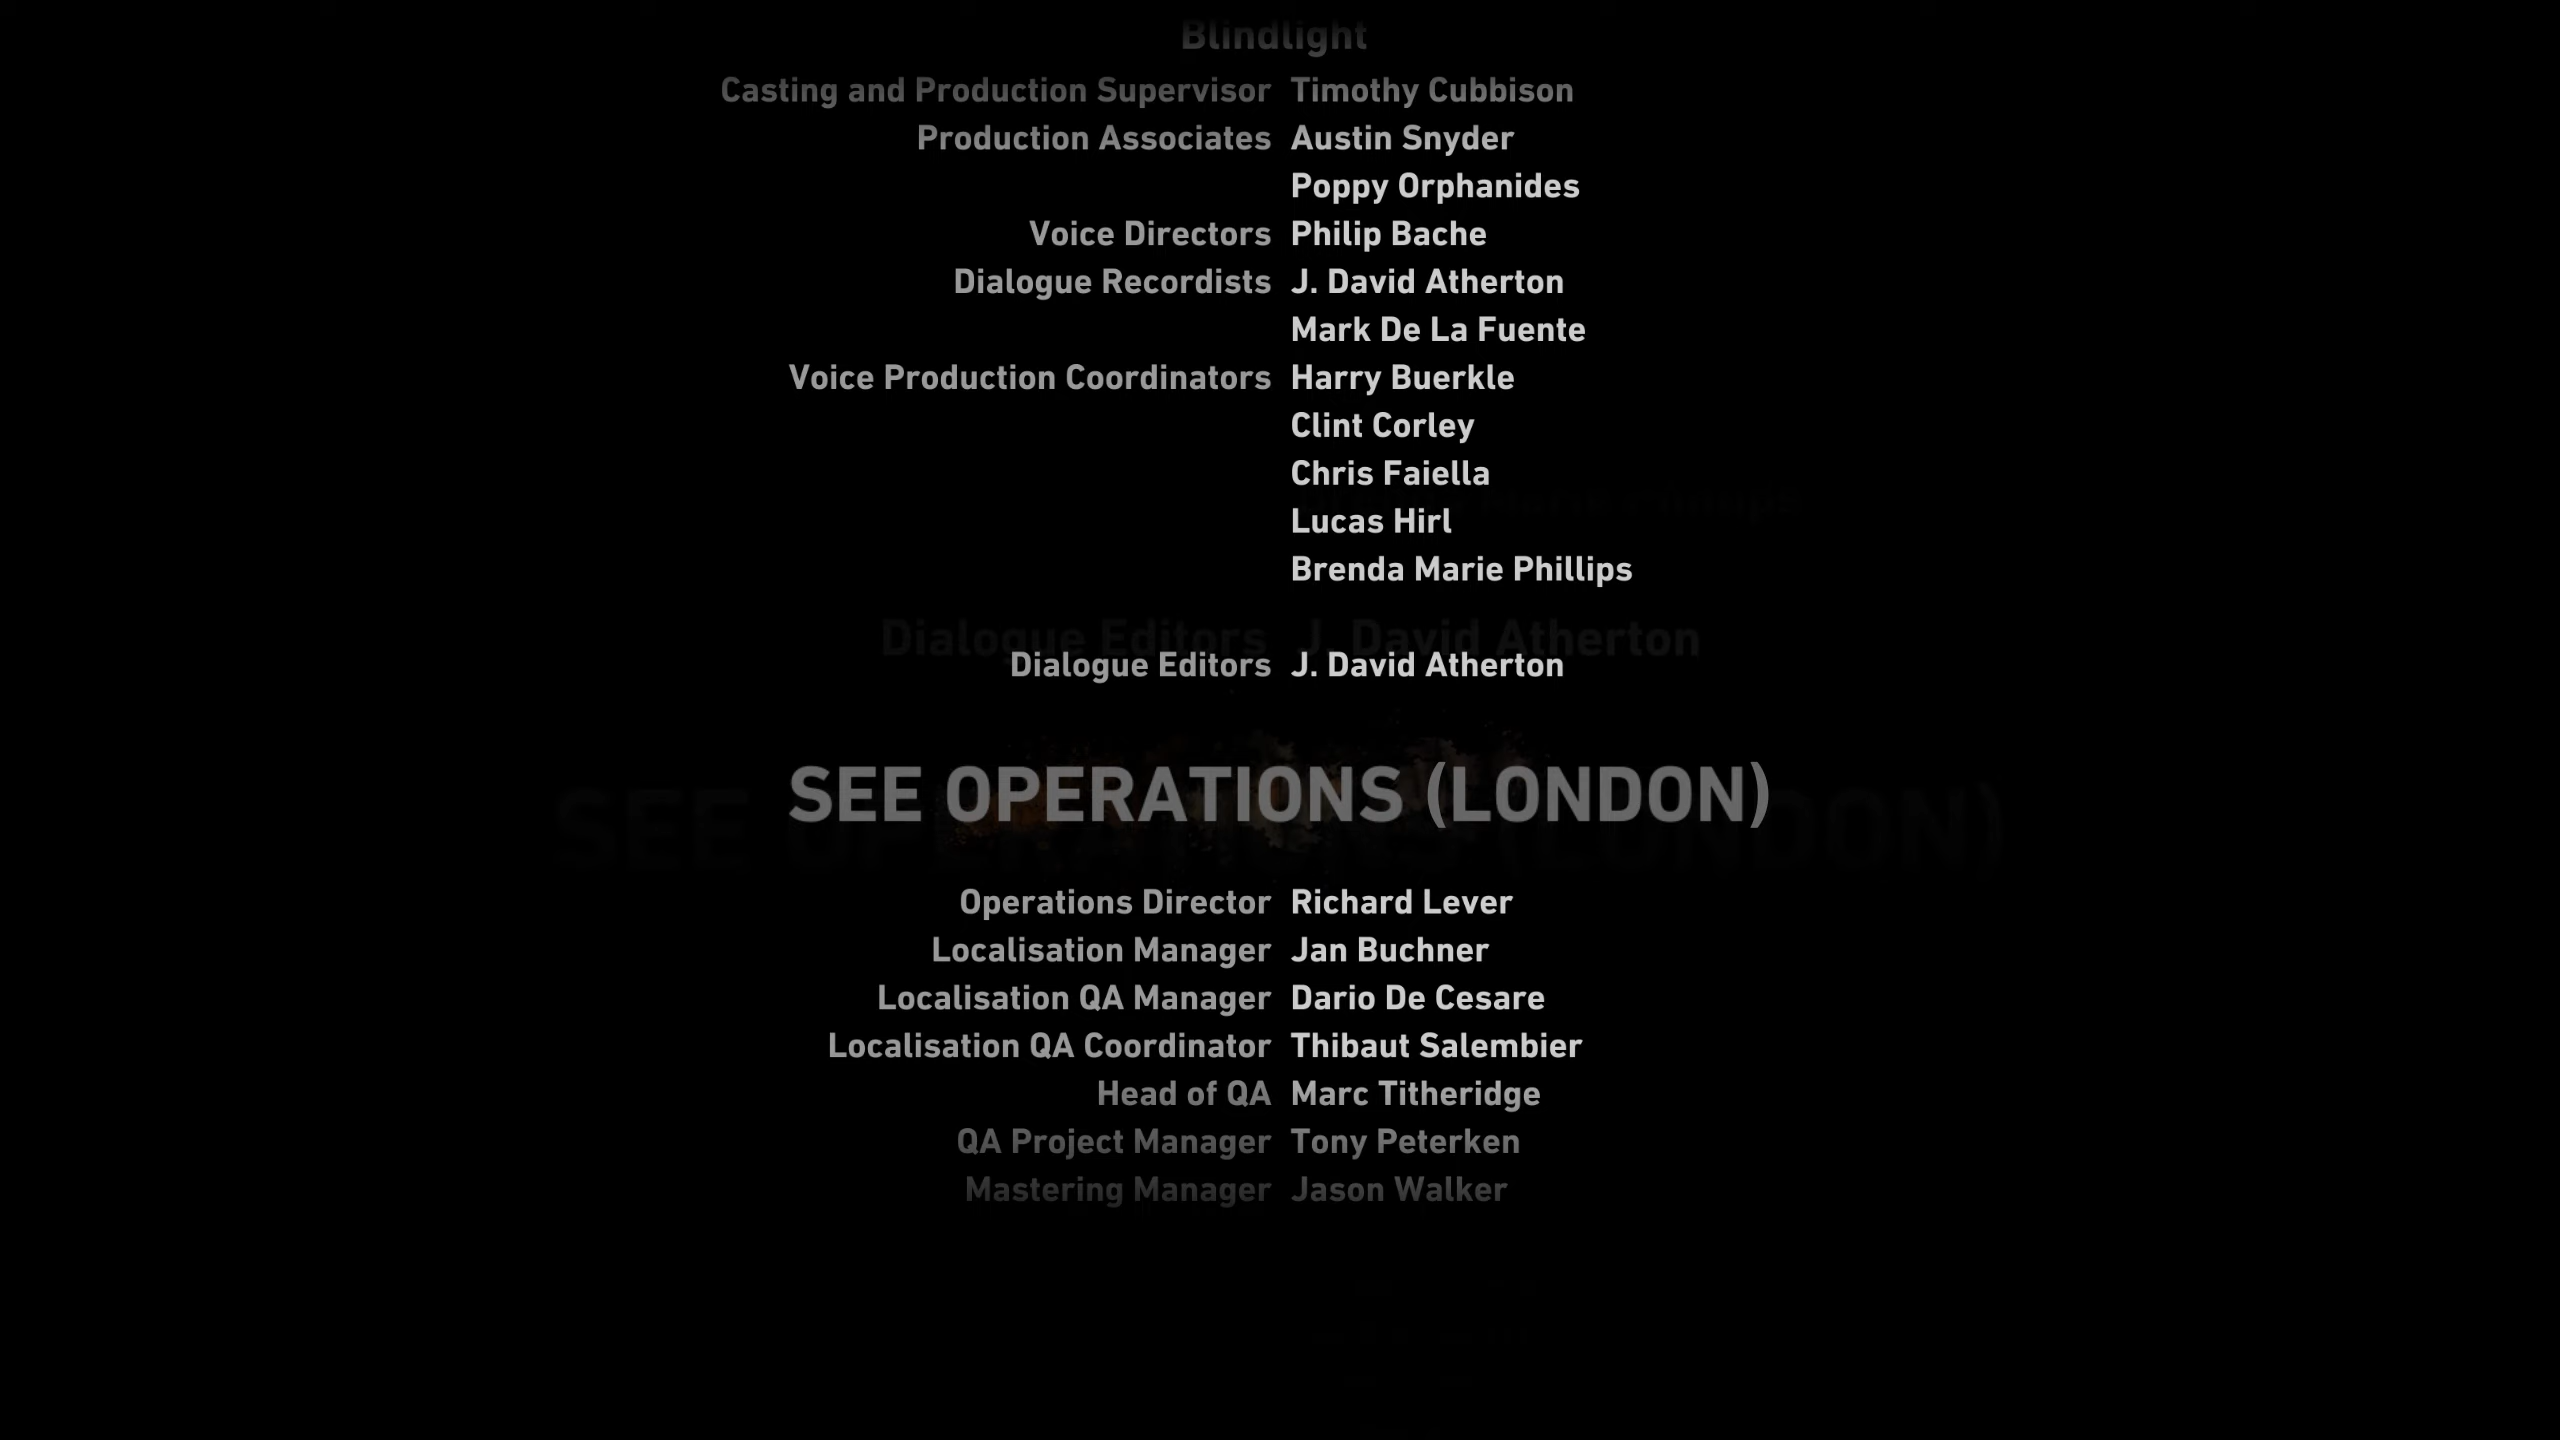 Blindlight
Casting and Production Supervisor Timothy Cubbison
Production Associates Austin Snyder
Poppy Orphanides
Voice Directors Philip Bache
Dialogue Recordists J. David Atherton
Mark De La Fuente
Voice Production Coordinators Harry Buerkle
Clint Corley
Chris Faiella
Lucas Hirl
Brenda Marie Phillips
Dialogue Editors J. David Atherton
Dialogue Editors J. David Atherton
SEE OPERATIONS (LONDON)
SEE OPERATIONS (LONDON)
Operations Director Richard Lever
Localisation Manager Jan Buchner
Localisation QA Manager Dario De Cesare
Localisation QA Coordinator Thibaut Salembier
Head of QA Marc Titheridge
QA Project Manager Tony Peterken
Mastering Manager Jason Walker